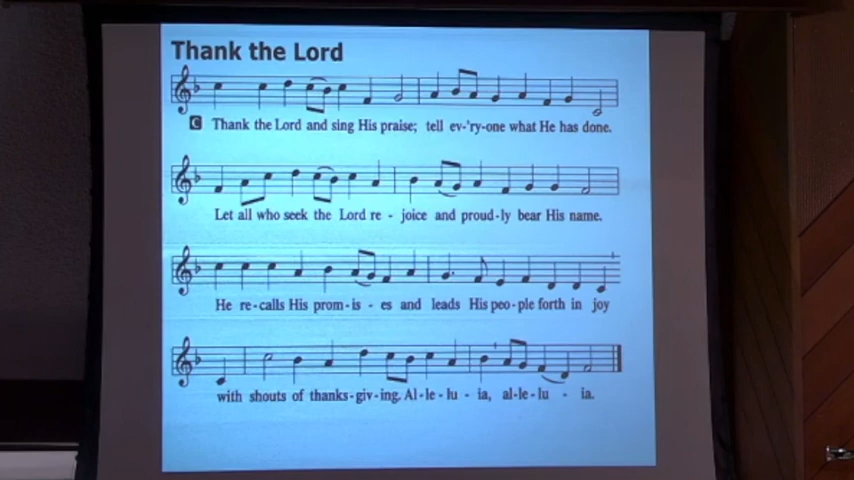 Thank the Lord
C Thank the Lord and sing His praise; tell ev-'ry-one what He has done.
Let all who seek the Lord re - joice and proud-ly bear His name.
He re-calls His prom-is - es and leads His peo-ple forth in joy
with shouts of thanks-giv-ing. Al-le-lu - ia, al-le-lu - ia.